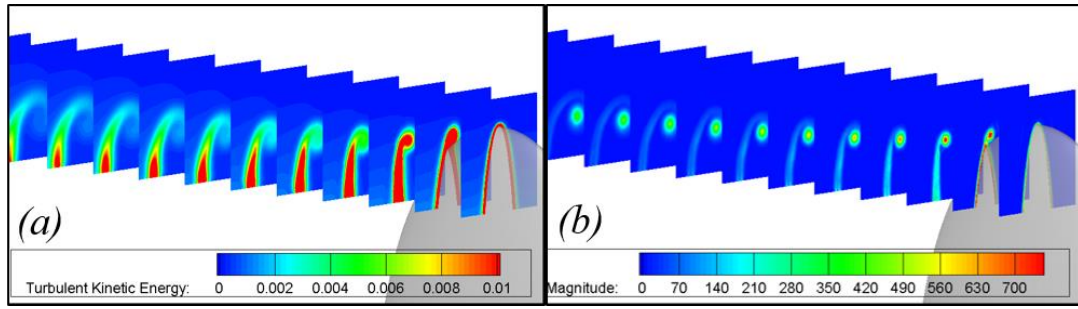 (a)
Turbulent Kinetic Energy: 0 0.002 0.004 0.006 0.008 0.01
(b)
Magnitude: 0 70 140 210 280 350 420 490 560 630 700